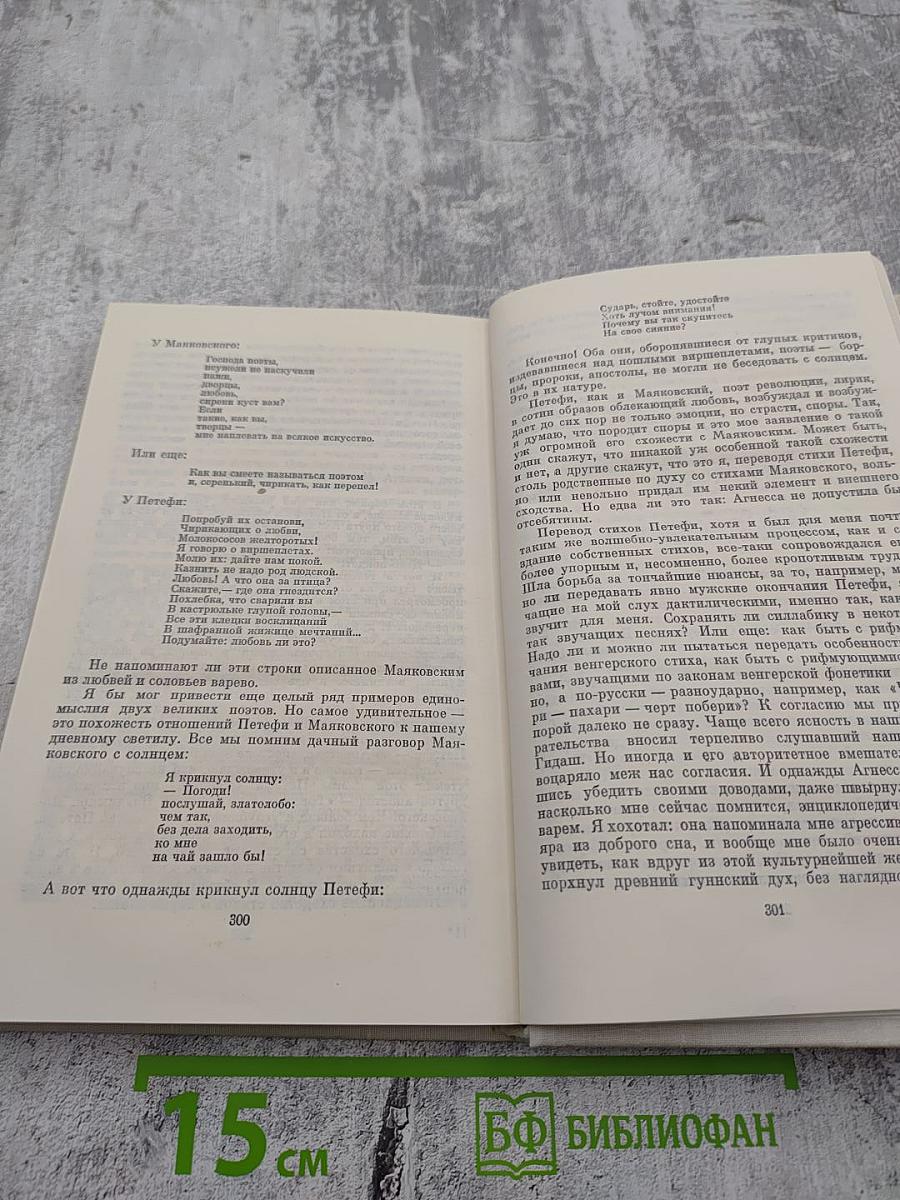 У Маяковского:
Господа поэты,
неужели не наскучили
пажи,
дворцы,
любовь,
сирени куст вам?
Если
такие, как вы,
творцы —
мне наплевать на всякое искусство.
Или еще:
Как вы смеете называться поэтом
и, серенький, чирикать, как перепел!
У Петефи:
Попробуй их останови,
Чирикающих о любви,
Молокососов желторотых!
Я говорю о виршеплетах.
Молю их: дайте нам покой.
Казнить не надо род людской.
Любовь! А что она за птица?
Скажите,— где она гнездится?
Похлебка, что сварили вы
В кастрюльке глупой головы,—
Все эти клецки восклицаний
В шафранной жижице мечтаний...
Подумайте: любовь ли это?
Не напоминают ли эти строки описанное Маяковским
из любвей и соловьев варево.
Я бы мог привести еще целый ряд примеров едино-
мыслия двух великих поэтов. Но самое удивительное —
это похожесть отношений Петефи и Маяковского к нашему
дневному светилу. Все мы помним дачный разговор Мая-
ковского с солнцем:
Я крикнул солнцу:
— Погоди!
послушай, златолобо:
чем так,
без дела заходить,
ко мне
на чай зашло бы!
А вот что однажды крикнул солнцу Петефи:
300
Сударь, стойте, удостойте
Хоть лучом внимания!
Почему вы так скупитесь
На свое сияние?
Конечно! Оба они, оборонявшиеся от глупых критиков,
издевавшиеся над пошлыми виршеплетами, поэты — бор-
цы, пророки, апостолы, не могли не беседовать с солнцем.
Это в их натуре.
Петефи, как и Маяковский, поэт революции, лирик,
в сотни образов облекающий любовь, возбуждал и возбуж-
дает до сих пор не только эмоции, но страсти, споры. Так,
я думаю, что породит споры и это мое заявление о такой
уж огромной его схожести с Маяковским. Может быть,
одни скажут, что никакой уж особенной такой схожести
и нет, а другие скажут, что это я, переводя стихи Петефи,
столь родственные по духу со стихами Маяковского, воль-
но или невольно придал им некий элемент и внешнего
сходства. Но едва ли это так: Агнесса не допустила бы
отсебятины.
Перевод стихов Петефи, хотя и был для меня почт
таким же волшебно-увлекательным процессом, как и с
здание собственных стихов, все-таки сопровождался е
более упорным и, несомненно, более кропотливым труд
Шла борьба за тончайшие нюансы, за то, например, м
но ли передавать явно мужские окончания Петефи,
чащие на мой слух дактилическими, именно так, как
звучит для меня. Сохранять ли силлабику в некот
так звучащих песнях? Или еще: как быть с рифм
Надо ли и можно ли пытаться передать особенност
чания венгерского стиха, как быть с рифмующими
вами, звучащими по законам венгерской фонетики
но, а по-русски — разноударно, например, как «
ри — пахари — черт побери»? К согласию мы пр
порой далеко не сразу. Чаще всего ясность в наш
рательства вносил терпеливо слушавший наш
Гидаш. Но иногда и его авторитетное вмешател
воцаряло меж нас согласия. И однажды Агнесс
шись убедить своими доводами, даже швырнул
насколько мне сейчас помнится, энциклопедич
варем. Я хохотал: она напоминала мне агрессив
яра из доброго сна, и вообще мне было очень
увидеть, как вдруг из этой культурнейшей же
порхнул древний гуннский дух, без наглядно
301
15 см
БФ БИБЛИОФАН